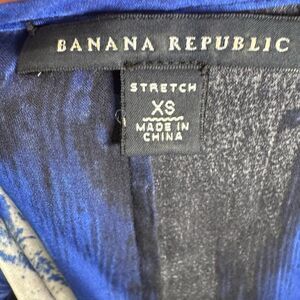 BANANA REPUBLIC
STRETCH
XS
MADE IN
CHINA